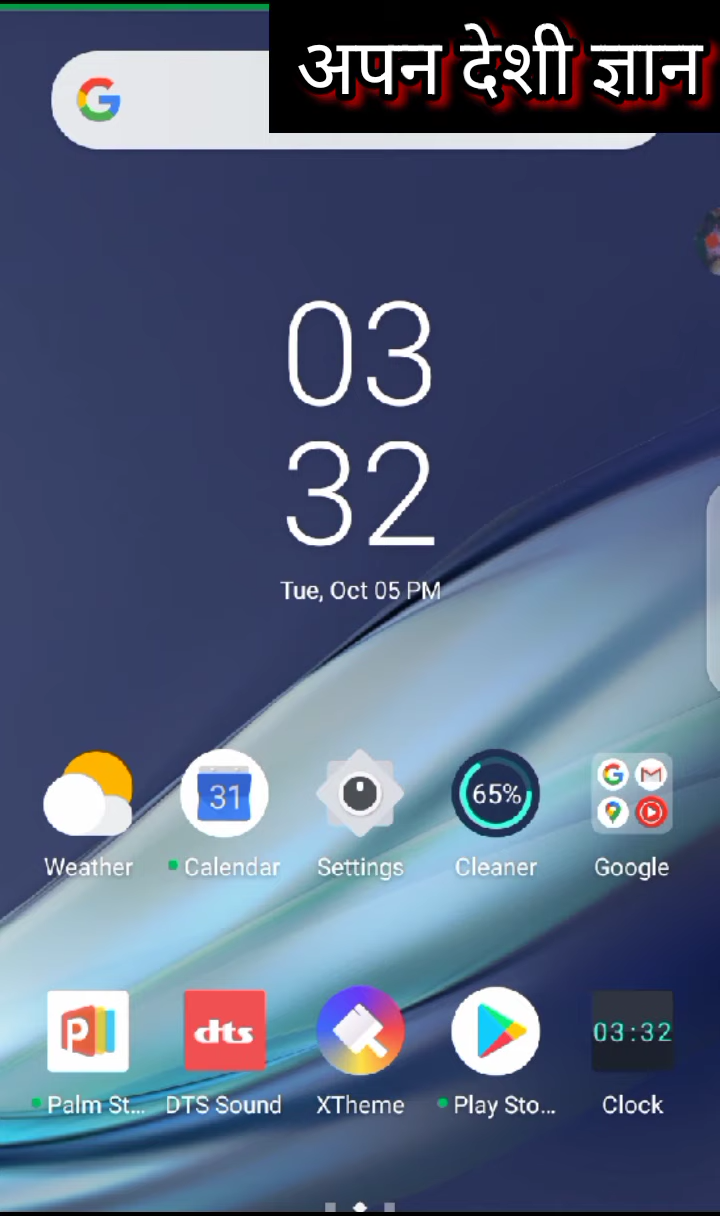 अपन देशी ज्ञान
03
32
Tue, Oct 05 PM
31
65%
Weather
Calendar
Settings
Cleaner
Google
P
dts
03:32
Palm St...
DTS Sound
XTheme
Play Sto...
Clock